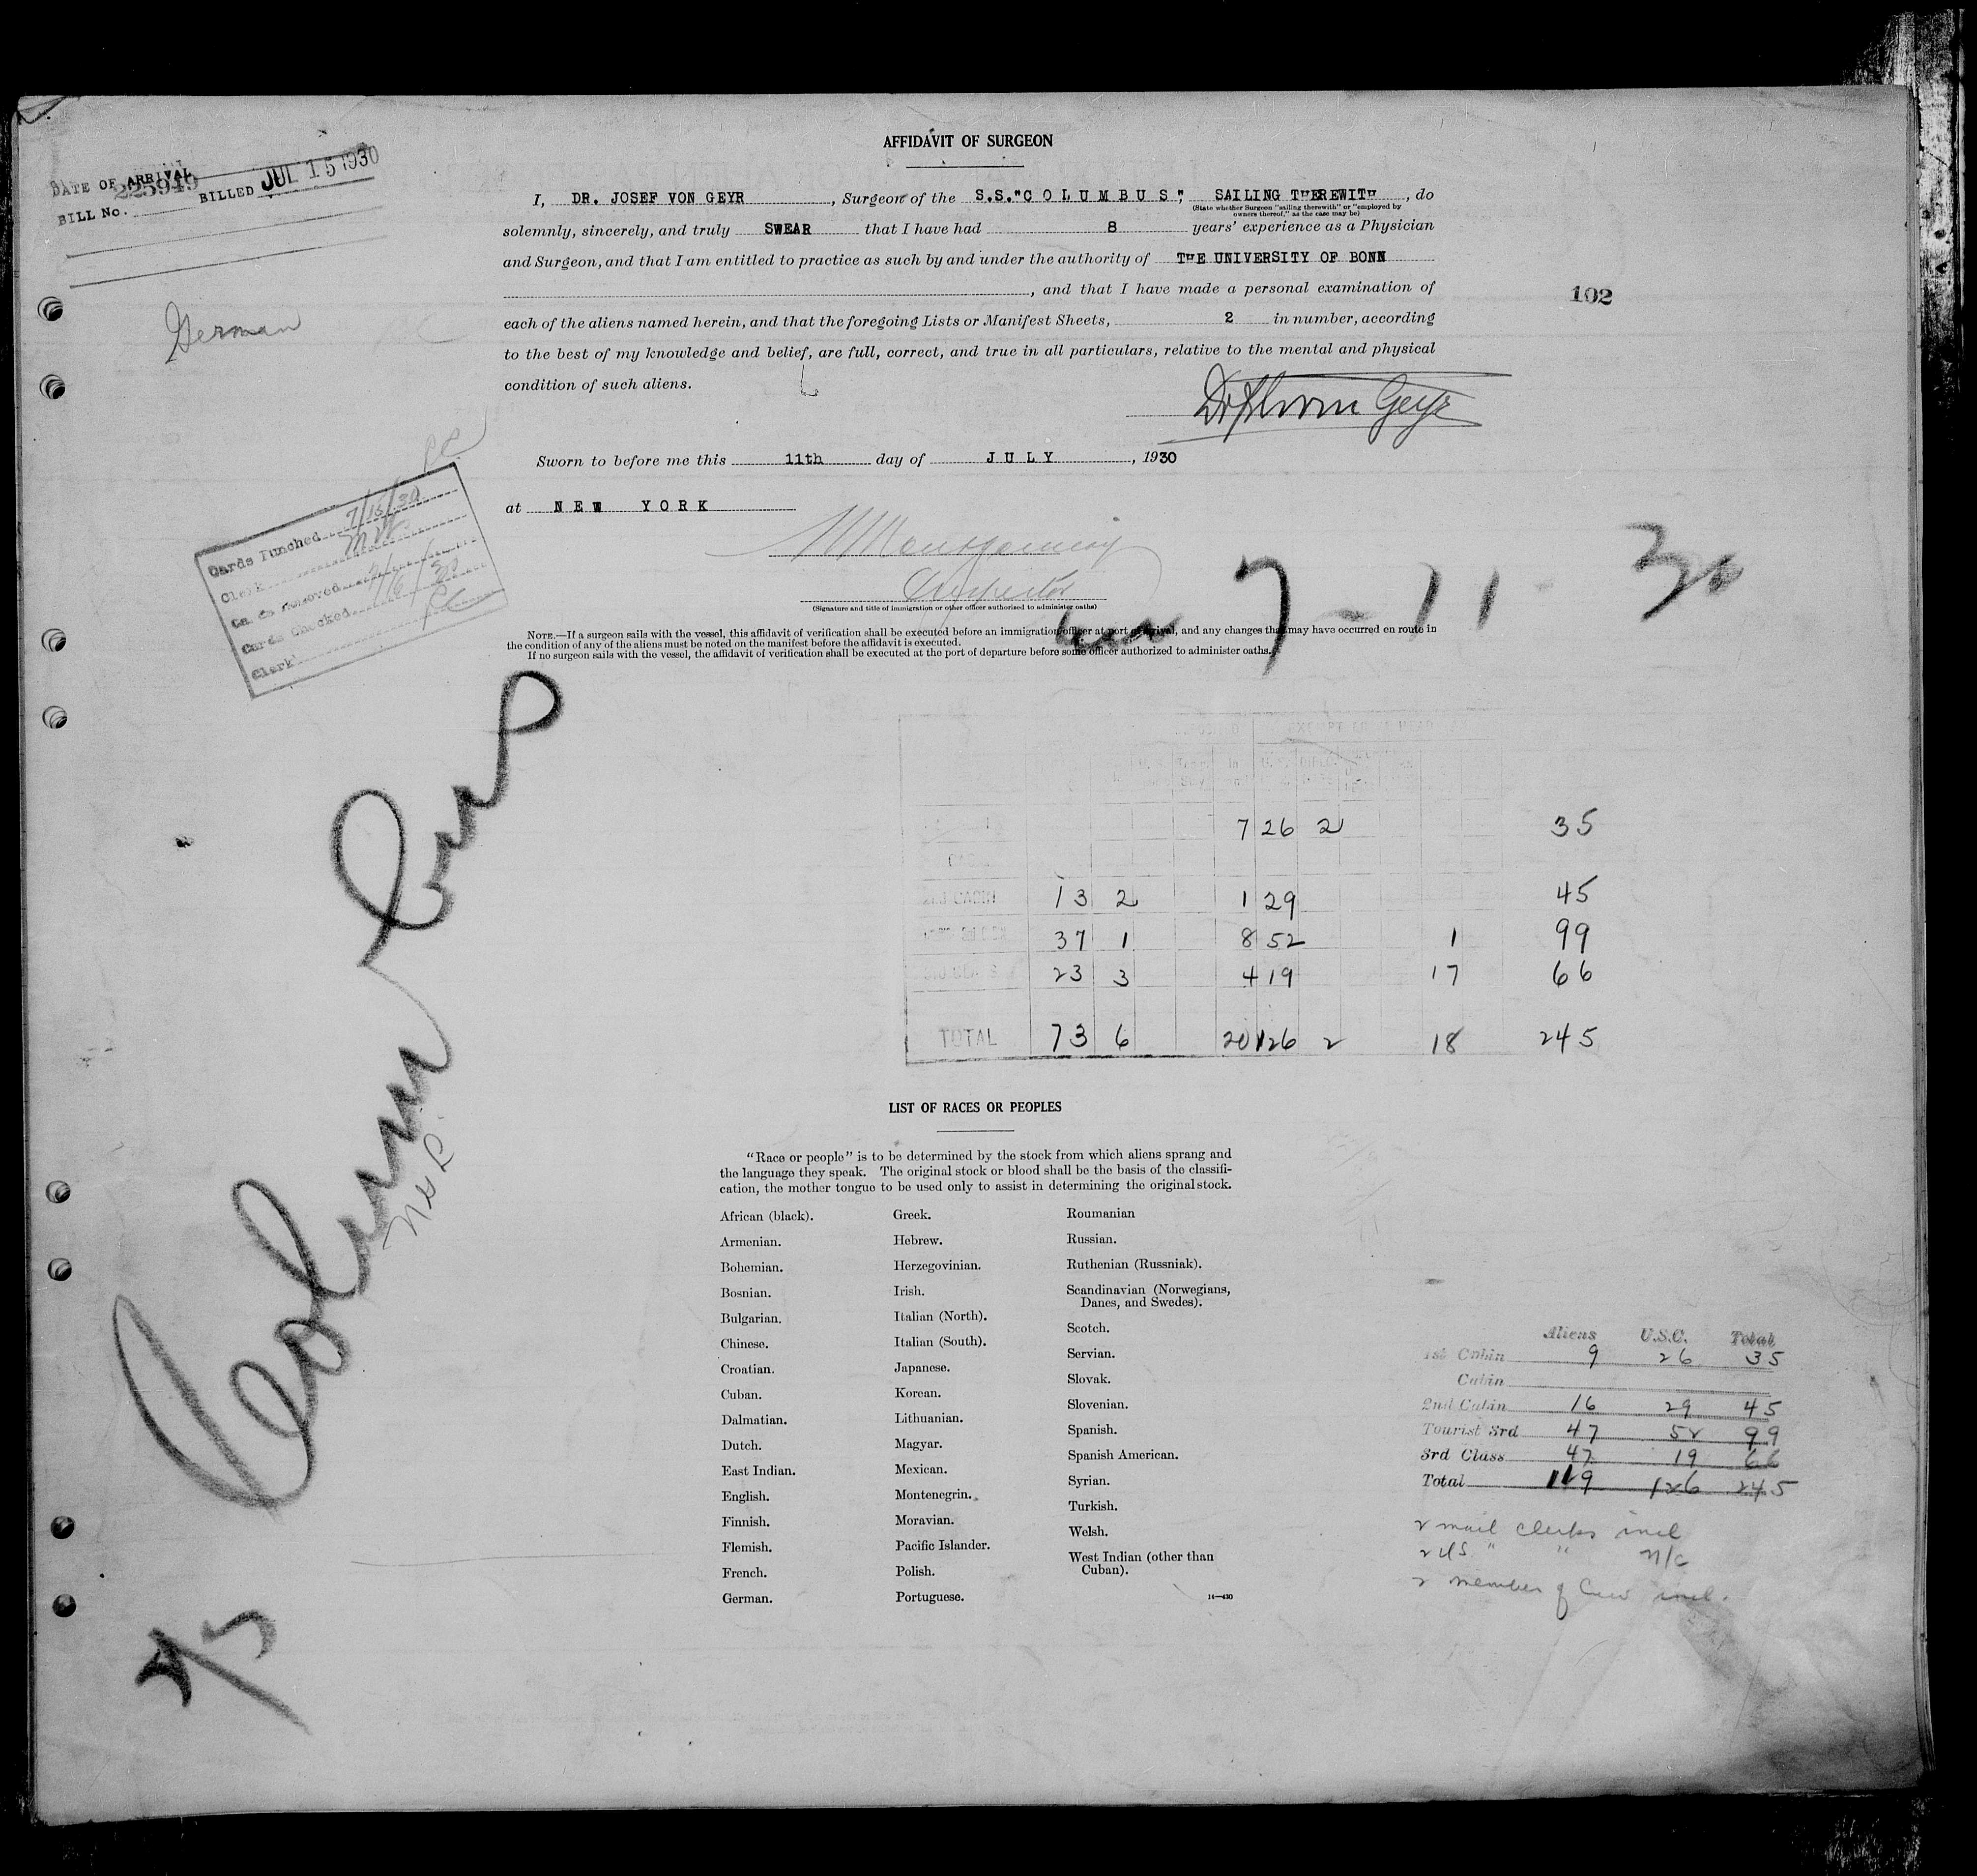 AFFIDAVIT OF SURGEON
DATE OF ARRIVAL
BILL No. 225949 BILLED JUL 15 1930
I, DR. JOSEF VON GEYR, Surgeon of the S.S."C O L U M B U S", SAILING THEREWITH, do
(State whether Surgeon "sailing therewith" or "employed by
owners thereof," as the case may be)
solemnly, sincerely, and truly SWEAR that I have had 8 years' experience as a Physician
and Surgeon, and that I am entitled to practice as such by and under the authority of THE UNIVERSITY OF BONN
, and that I have made a personal examination of
102
each of the aliens named herein, and that the foregoing Lists or Manifest Sheets, 2 in number, according
German
to the best of my knowledge and belief, are full, correct, and true in all particulars, relative to the mental and physical
condition of such aliens.
Geyr
Sworn to before me this 11th day of J U L Y, 1930
at N E W Y O R K
Montgomery
Inspector
(Signature and title of immigration or other officer authorized to administer oaths)
Cards Punched 7/15/30
Clerk
Cards removed
Cards Checked
Clerk
7-11-30
NOTE.—If a surgeon sails with the vessel, this affidavit of verification shall be executed before an immigration officer at port of arrival, and any changes that may have occurred en route in
the condition of any of the aliens must be noted on the manifest before the affidavit is executed.
If no surgeon sails with the vessel, the affidavit of verification shall be executed at the port of departure before some officer authorized to administer oaths.
Columbus
7 26 2 35
2nd CABIN 13 2 1 29 45
37 1 8 52 1 99
23 3 4 19 17 66
TOTAL 73 6 20 126 2 18 245
LIST OF RACES OR PEOPLES
"Race or people" is to be determined by the stock from which aliens sprang and
the language they speak. The original stock or blood shall be the basis of the classifi-
cation, the mother tongue to be used only to assist in determining the original stock.
African (black).
Armenian.
Bohemian.
Bosnian.
Bulgarian.
Chinese.
Croatian.
Cuban.
Dalmatian.
Dutch.
East Indian.
English.
Finnish.
Flemish.
French.
German.
Greek.
Hebrew.
Herzegovinian.
Irish.
Italian (North).
Italian (South).
Japanese.
Korean.
Lithuanian.
Magyar.
Mexican.
Montenegrin.
Moravian.
Pacific Islander.
Polish.
Portuguese.
Roumanian
Russian.
Ruthenian (Russniak).
Scandinavian (Norwegians,
Danes, and Swedes).
Scotch.
Servian.
Slovak.
Slovenian.
Spanish.
Spanish American.
Syrian.
Turkish.
Welsh.
West Indian (other than
Cuban).
14—430
Aliens U.S.C. Total
1st Cabin 9 26 35
Cabin
2nd Cabin 16 29 45
Tourist 3rd 47 52 99
3rd Class 47 19 66
Total 119 126 245
2 mail clerks incl
2 US " " n/c
2 member of Crew incl.